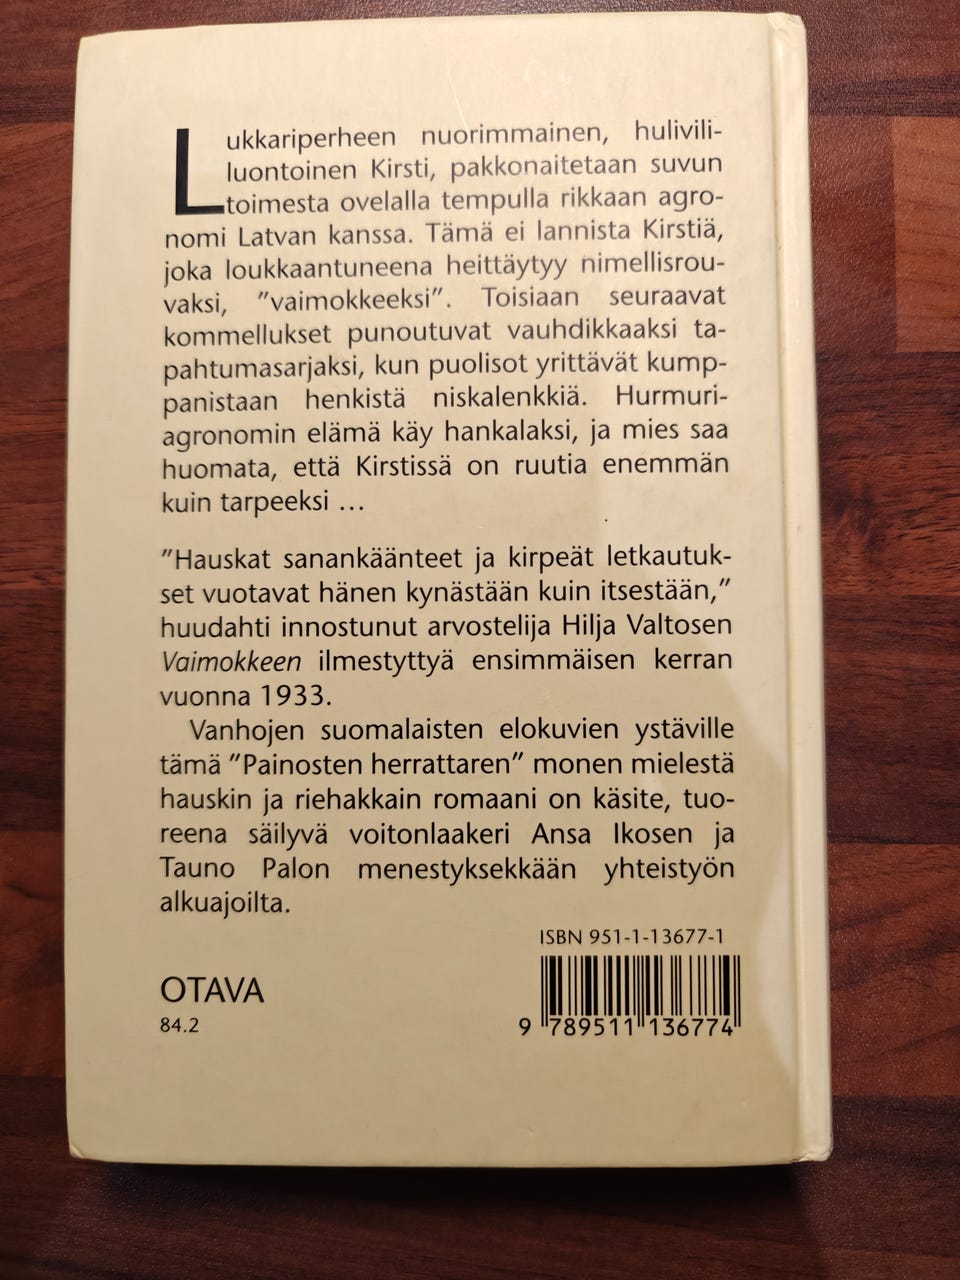 Lukkariperheen nuorimmainen, hulivili-
luontoinen Kirsti, pakkonaitetaan suvun
toimesta ovelalla tempulla rikkaan agro-
nomi Latvan kanssa. Tämä ei lannista Kirstiä,
joka loukkaantuneena heittäytyy nimellisrou-
vaksi, ”vaimokkeeksi”. Toisiaan seuraavat
kommellukset punoutuvat vauhdikkaaksi ta-
pahtumasarjaksi, kun puolisot yrittävät kump-
panistaan henkistä niskalenkkiä. Hurmuri-
agronomin elämä käy hankalaksi, ja mies saa
huomata, että Kirstissä on ruutia enemmän
kuin tarpeeksi ...
”Hauskat sanankäänteet ja kirpeät letkautuk-
set vuotavat hänen kynästään kuin itsestään,”
huudahti innostunut arvostelija Hilja Valtosen
Vaimokkeen ilmestyttyä ensimmäisen kerran
vuonna 1933.
Vanhojen suomalaisten elokuvien ystäville
tämä ”Painosten herrattaren” monen mielestä
hauskin ja riehakkain romaani on käsite, tuo-
reena säilyvä voitonlaakeri Ansa Ikosen ja
Tauno Palon menestyksekkään yhteistyön
alkuajoilta.
ISBN 951-1-13677-1
OTAVA
84.2
9 789511 136774